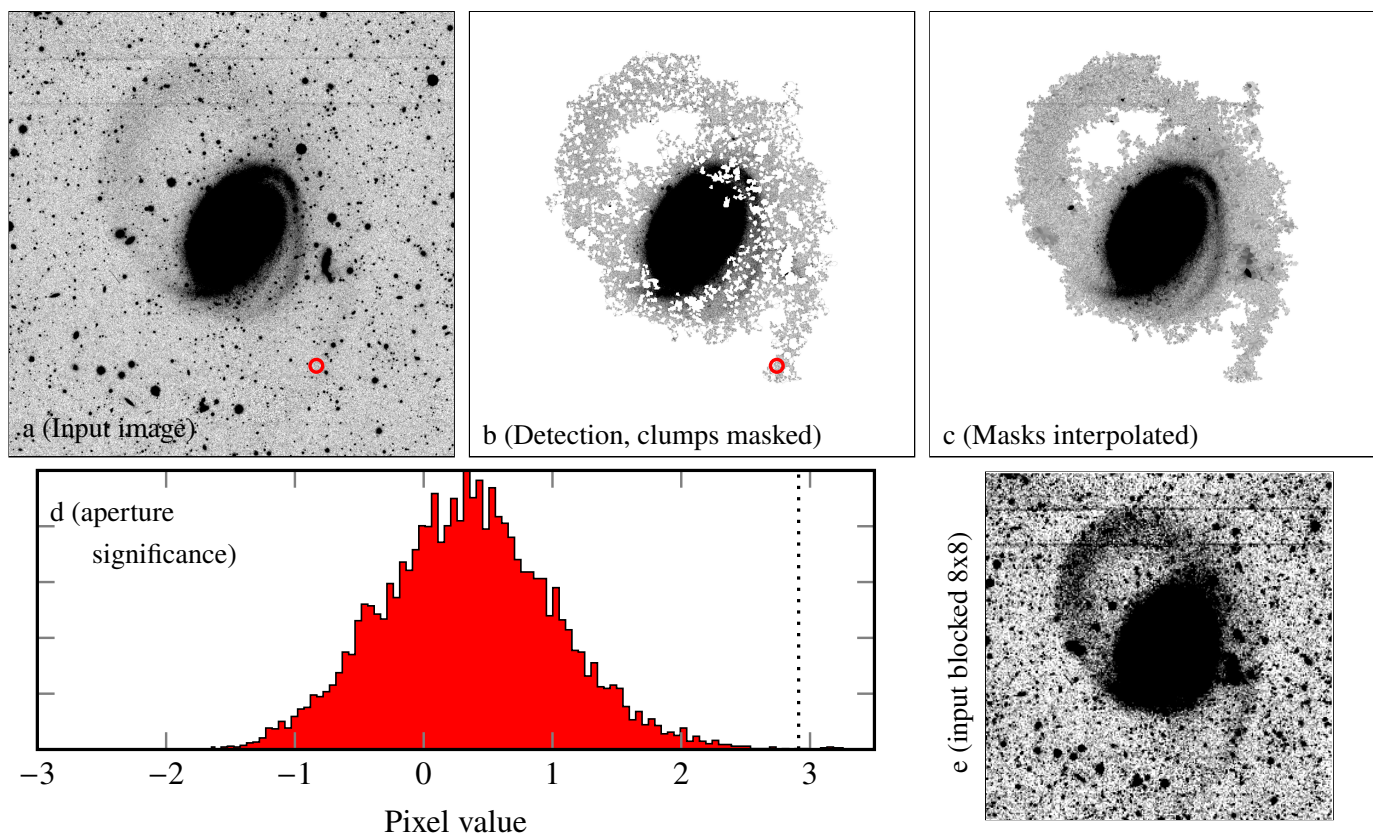 a (Input image)
b (Detection, clumps masked)
c (Masks interpolated)
d (aperture
significance)
−3 −2 −1 0 1 2 3
Pixel value
e (input blocked 8x8)